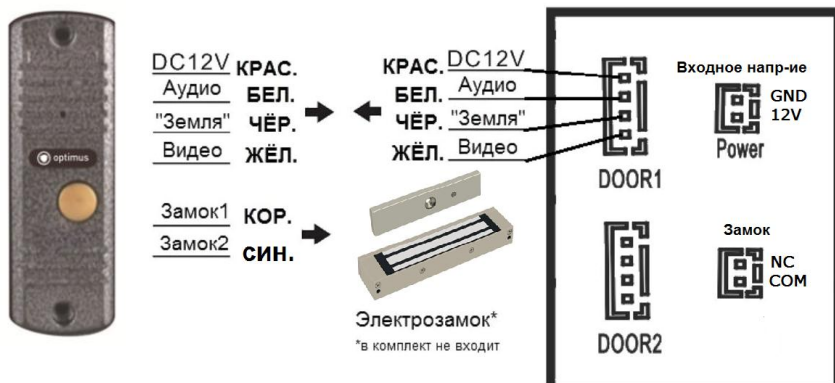 optimus
DC12V КРАС.
Аудио БЕЛ.
"Земля" ЧЁР.
Видео ЖЁЛ.
Замок1 КОР.
Замок2 СИН.
КРАС. DC12V
БЕЛ. Аудио
ЧЁР. "Земля"
ЖЁЛ. Видео
Электрозамок*
*в комплект не входит
DOOR1
DOOR2
Входное напр-ие
GND
12V
Power
Замок
NC
COM